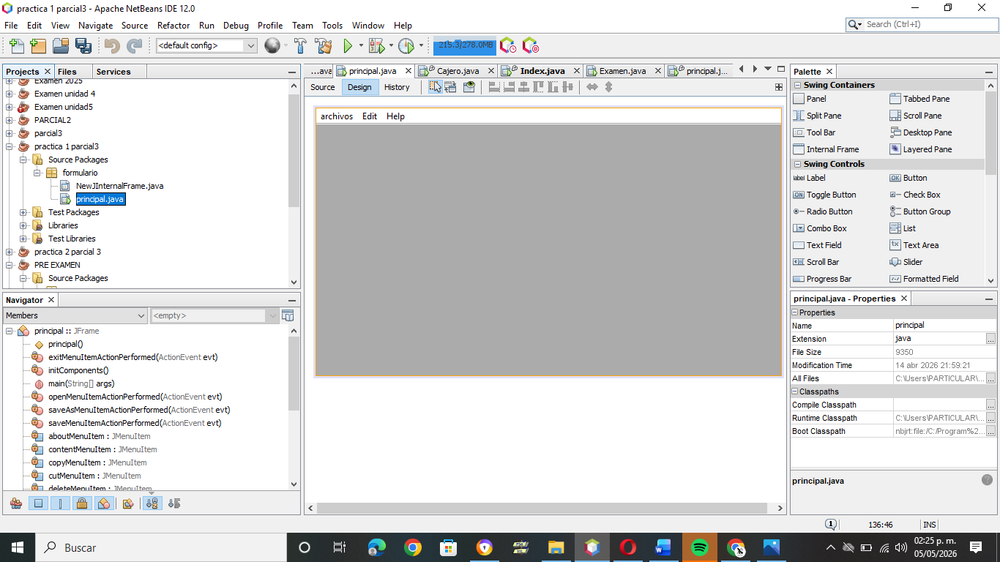 practica 1 parcial3 - Apache NetBeans IDE 12.0
File Edit View Navigate Source Refactor Run Debug Profile Team Tools Window Help
Search (Ctrl+I)
<default config>
215.3/278.0MB
Projects Files Services
Examen 2025
Examen unidad 4
Examen unidad5
PARCIAL2
parcial3
practica 1 parcial3
Source Packages
formulario
NewJInternalFrame.java
principal.java
Test Packages
Libraries
Test Libraries
practica 2 parcial 3
PRE EXAMEN
Source Packages
Navigator
Members
<empty>
principal :: JFrame
principal()
exitMenuItemActionPerformed(ActionEvent evt)
initComponents()
main(String[] args)
openMenuItemActionPerformed(ActionEvent evt)
saveAsMenuItemActionPerformed(ActionEvent evt)
saveMenuItemActionPerformed(ActionEvent evt)
aboutMenuItem : JMenuItem
contentMenuItem : JMenuItem
copyMenuItem : JMenuItem
cutMenuItem : JMenuItem
deleteMenuItem : JMenuItem
...ava principal.java Cajero.java Index.java Examen.java principal.j...
Source Design History
archivos Edit Help
Palette
Swing Containers
Panel Tabbed Pane
Split Pane Scroll Pane
Tool Bar Desktop Pane
Internal Frame Layered Pane
Swing Controls
label Label OK Button
ON Toggle Button Check Box
Radio Button Button Group
Combo Box List
Text Field Text Area
Scroll Bar Slider
Progress Bar Formatted Field
principal.java - Properties
Properties
Name principal
Extension java
File Size 9350
Modification Time 14 abr 2026 21:59:21
All Files C:\Users\PARTICULAR\...
Classpaths
Compile Classpath
Runtime Classpath C:\Users\PARTICULAR\...
Boot Classpath nbjrt:file:/C:/Program%2...
principal.java
1 136:46 INS
Buscar
02:25 p. m.
05/05/2026